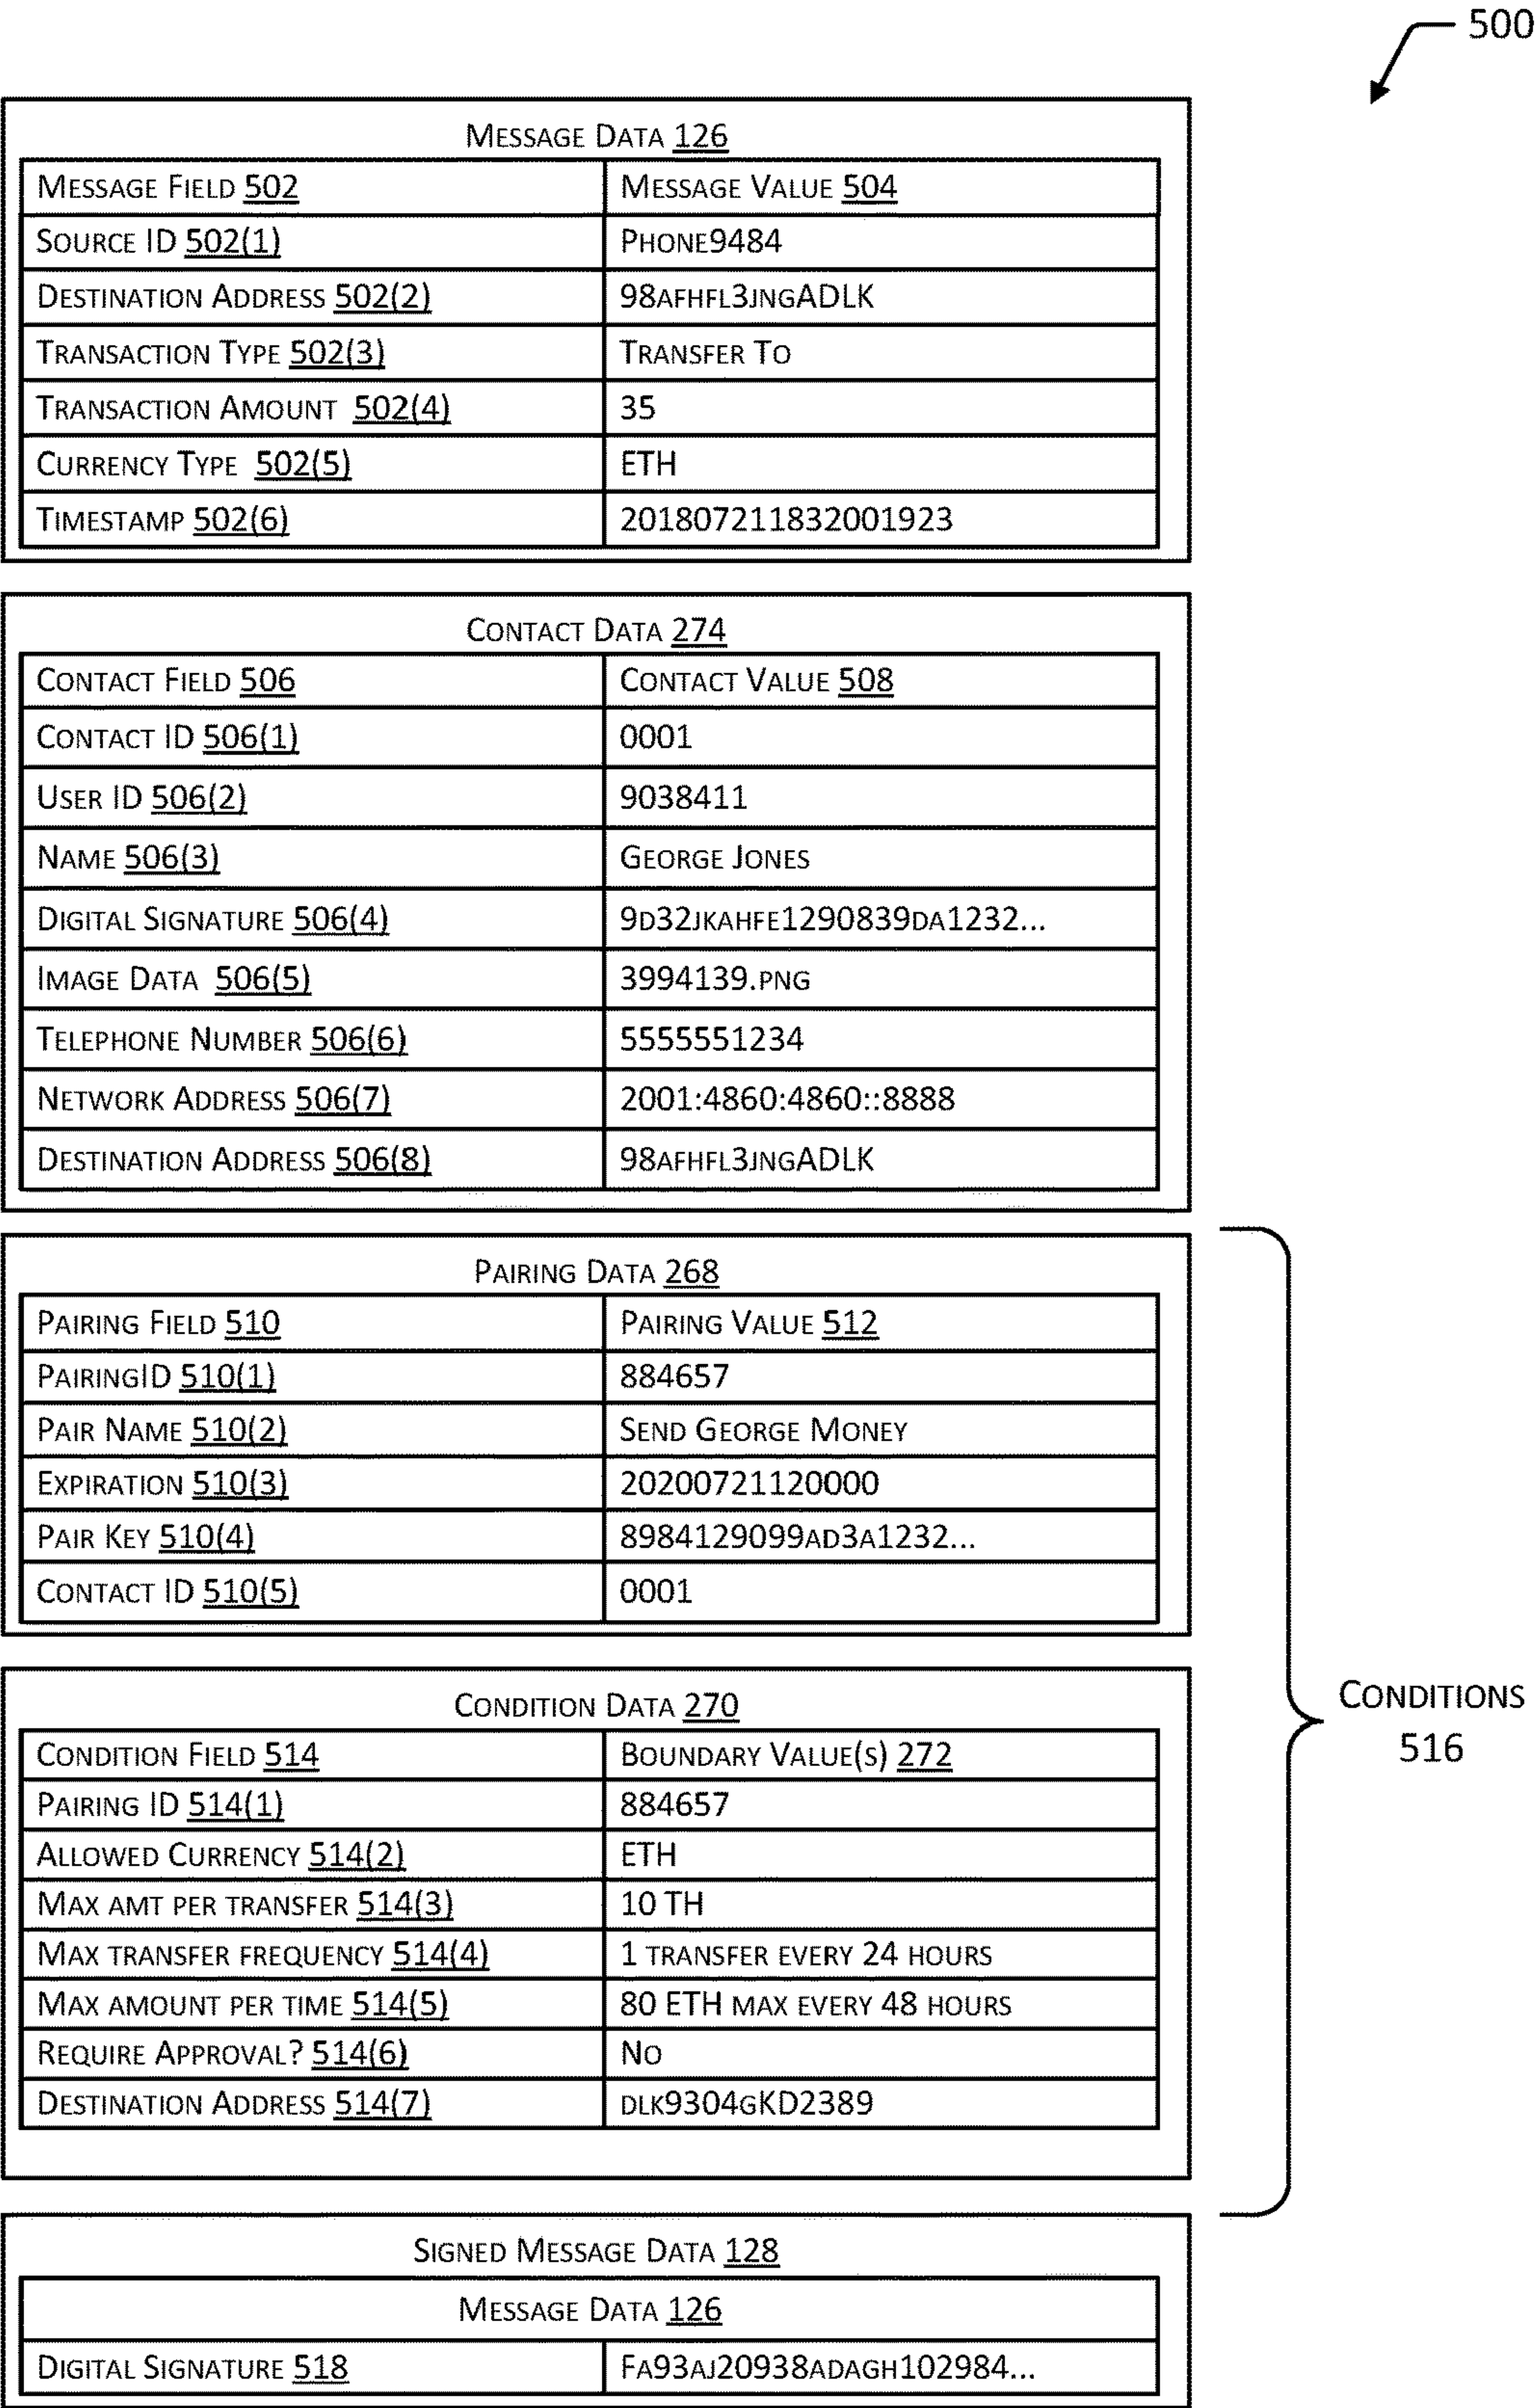 500
Message Data 126
Message Field 502 Message Value 504
Source ID 502(1) Phone9484
Destination Address 502(2) 98afhfl3jngADLK
Transaction Type 502(3) Transfer To
Transaction Amount 502(4) 35
Currency Type 502(5) ETH
Timestamp 502(6) 201807211832001923
Contact Data 274
Contact Field 506 Contact Value 508
Contact ID 506(1) 0001
User ID 506(2) 9038411
Name 506(3) George Jones
Digital Signature 506(4) 9d32jkahfe1290839da1232...
Image Data 506(5) 3994139.png
Telephone Number 506(6) 5555551234
Network Address 506(7) 2001:4860:4860::8888
Destination Address 506(8) 98afhfl3jngADLK
Pairing Data 268
Pairing Field 510 Pairing Value 512
PairingID 510(1) 884657
Pair Name 510(2) Send George Money
Expiration 510(3) 20200721120000
Pair Key 510(4) 8984129099ad3a1232...
Contact ID 510(5) 0001
Condition Data 270
Condition Field 514 Boundary Value(s) 272
Pairing ID 514(1) 884657
Allowed Currency 514(2) ETH
Max amt per transfer 514(3) 10 TH
Max transfer frequency 514(4) 1 transfer every 24 hours
Max amount per time 514(5) 80 ETH max every 48 hours
Require Approval? 514(6) No
Destination Address 514(7) dlk9304gKD2389
Conditions
516
Signed Message Data 128
Message Data 126
Digital Signature 518 Fa93aj20938adagh102984...